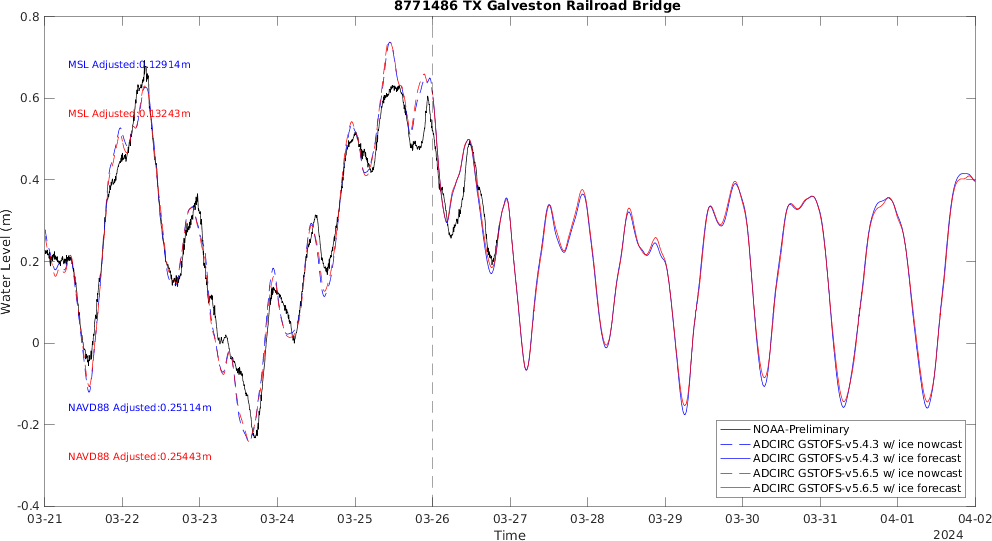 8771486 TX Galveston Railroad Bridge
0.8
0.6
0.4
0.2
0
-0.2
-0.4
Water Level (m)
MSL Adjusted:0.12914m
MSL Adjusted:0.13243m
NAVD88 Adjusted:0.25114m
NAVD88 Adjusted:0.25443m
NOAA-Preliminary
ADCIRC GSTOFS-v5.4.3 w/ ice nowcast
ADCIRC GSTOFS-v5.4.3 w/ ice forecast
ADCIRC GSTOFS-v5.6.5 w/ ice nowcast
ADCIRC GSTOFS-v5.6.5 w/ ice forecast
03-21 03-22 03-23 03-24 03-25 03-26 03-27 03-28 03-29 03-30 03-31 04-01 04-02
Time
2024